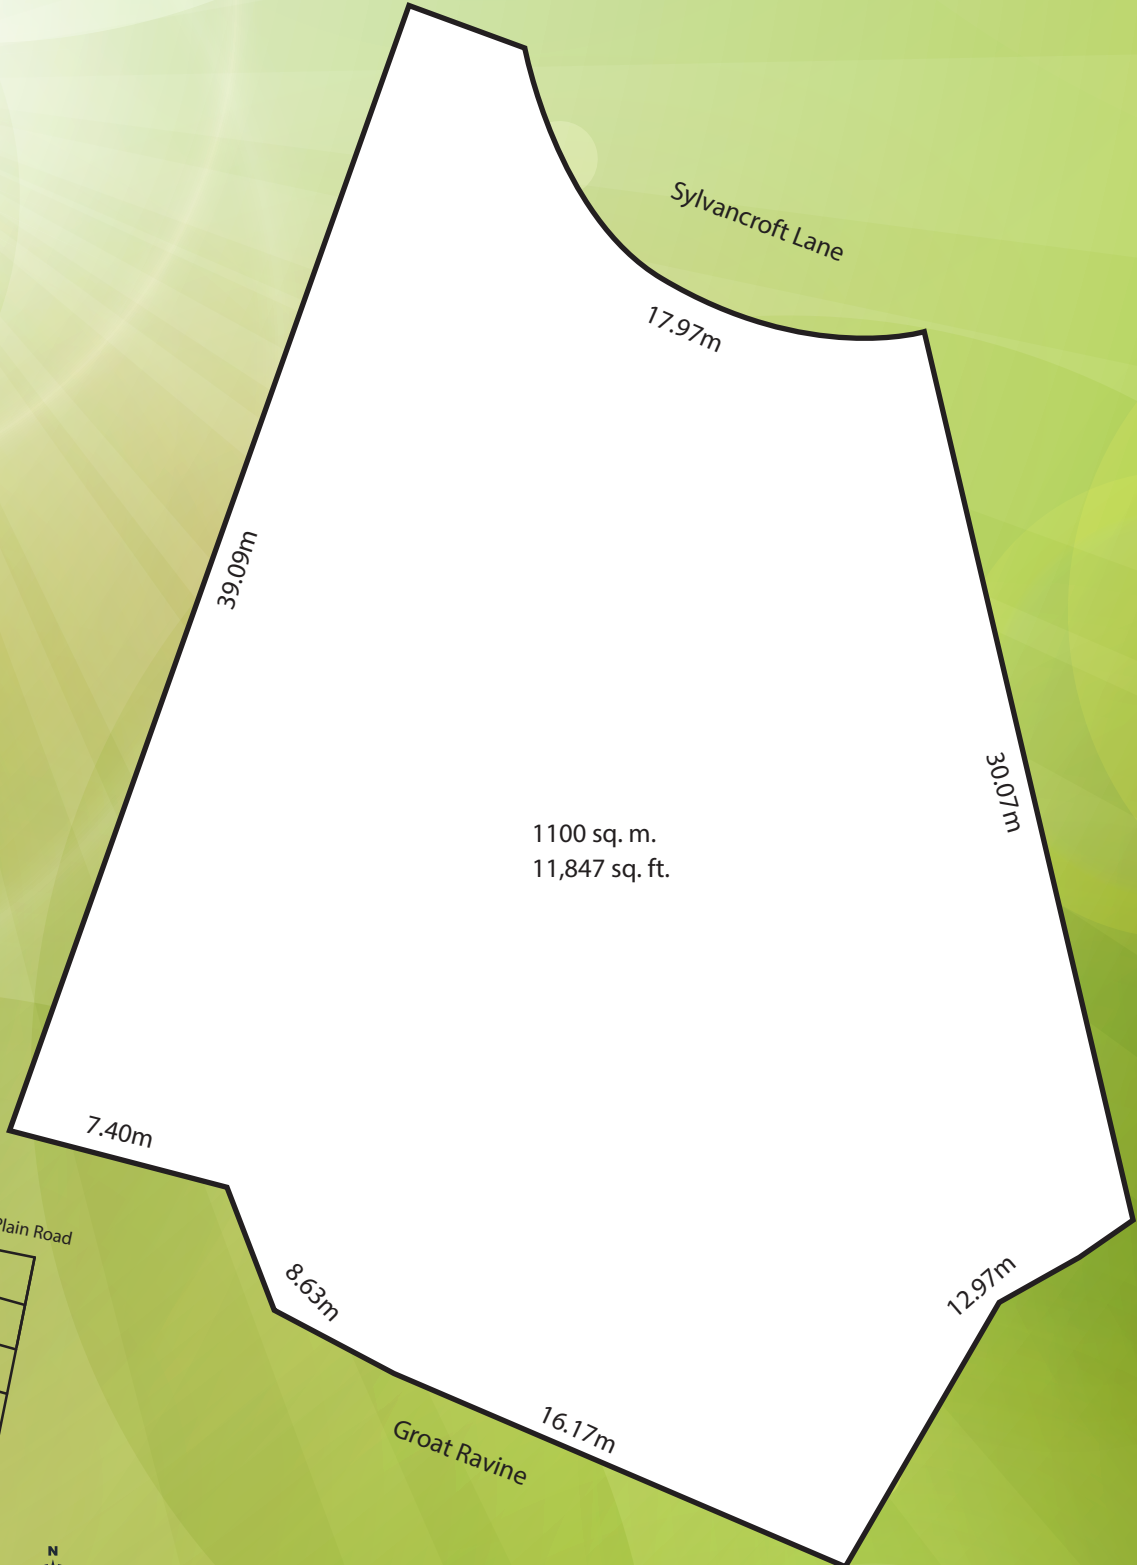 Sylvancroft Lane
17.97m
39.09m
30.07m
1100 sq. m.
11,847 sq. ft.
7.40m
Plain Road
8.63m
12.97m
16.17m
Groat Ravine
N